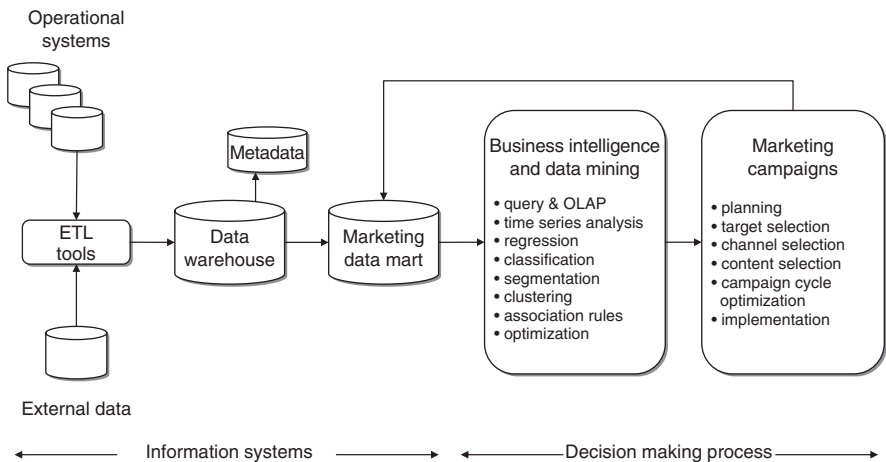 Operational
systems
Metadata
ETL
tools
Data
warehouse
Marketing
data mart
Business intelligence
and data mining
• query & OLAP
• time series analysis
• regression
• classification
• segmentation
• clustering
• association rules
• optimization
Marketing
campaigns
• planning
• target selection
• channel selection
• content selection
• campaign cycle
optimization
• implementation
External data
Information systems
Decision making process